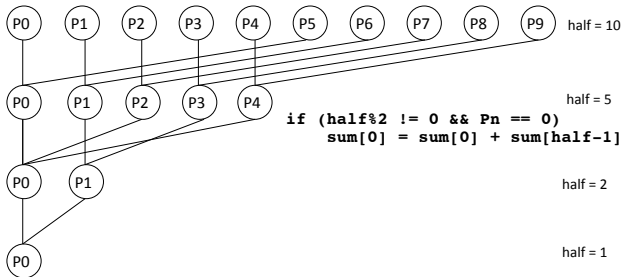 P0 P1 P2 P3 P4 P5 P6 P7 P8 P9 half = 10
P0 P1 P2 P3 P4 half = 5
if (half%2 != 0 && Pn == 0)
sum[0] = sum[0] + sum[half-1]
P0 P1 half = 2
P0 half = 1